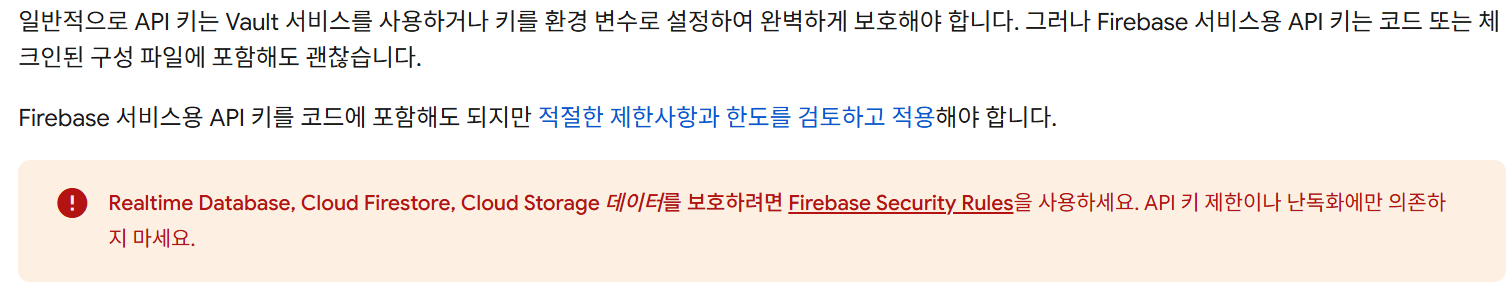 일반적으로 API 키는 Vault 서비스를 사용하거나 키를 환경 변수로 설정하여 완벽하게 보호해야 합니다. 그러나 Firebase 서비스용 API 키는 코드 또는 체
크인된 구성 파일에 포함해도 괜찮습니다.
Firebase 서비스용 API 키를 코드에 포함해도 되지만 적절한 제한사항과 한도를 검토하고 적용해야 합니다.
Realtime Database, Cloud Firestore, Cloud Storage 데이터를 보호하려면 Firebase Security Rules을 사용하세요. API 키 제한이나 난독화에만 의존하
지 마세요.